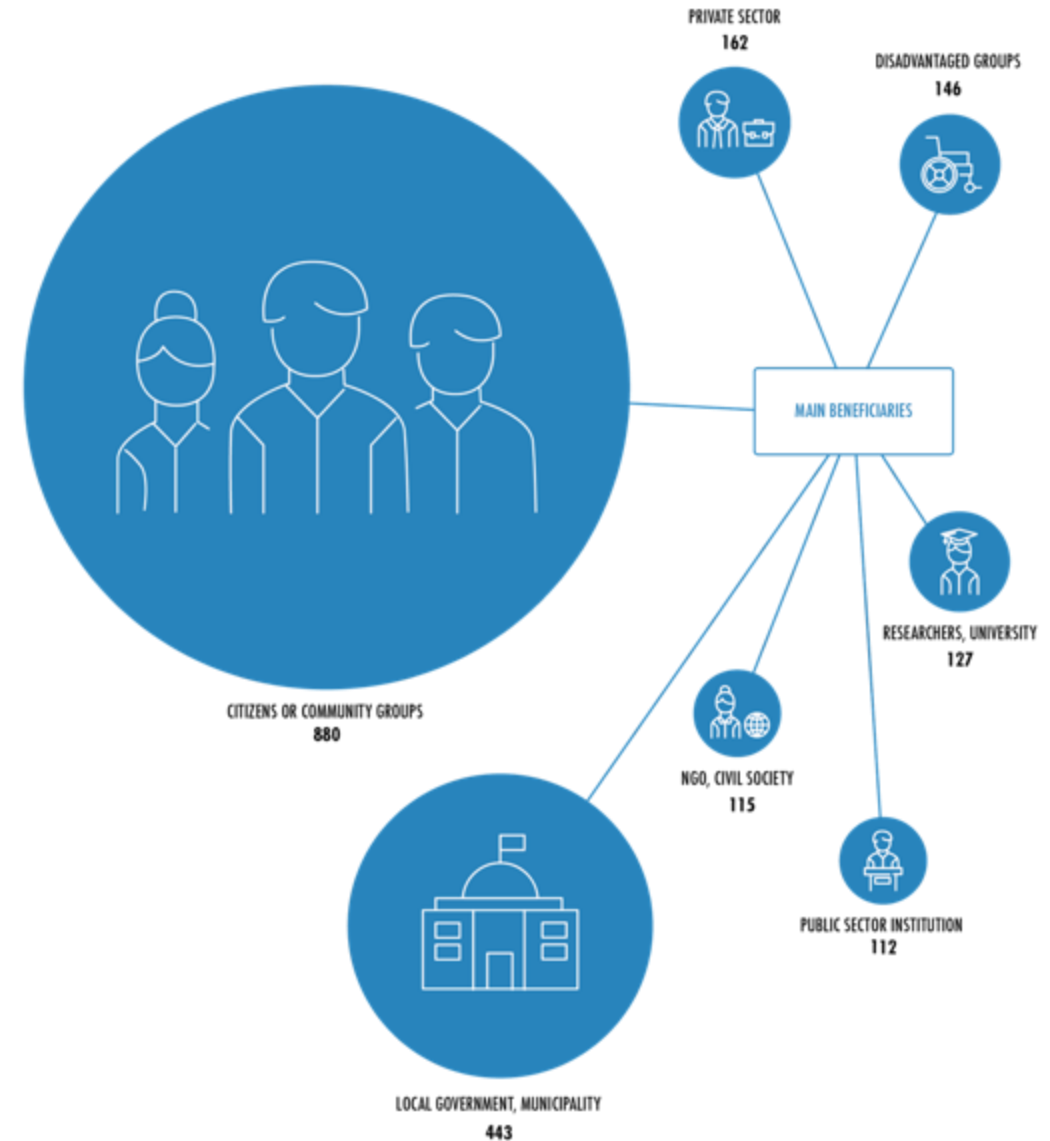 PRIVATE SECTOR
162
DISADVANTAGED GROUPS
146
MAIN BENEFICIARIES
RESEARCHERS, UNIVERSITY
127
CITIZENS OR COMMUNITY GROUPS
880
NGO, CIVIL SOCIETY
115
PUBLIC SECTOR INSTITUTION
112
LOCAL GOVERNMENT, MUNICIPALITY
443